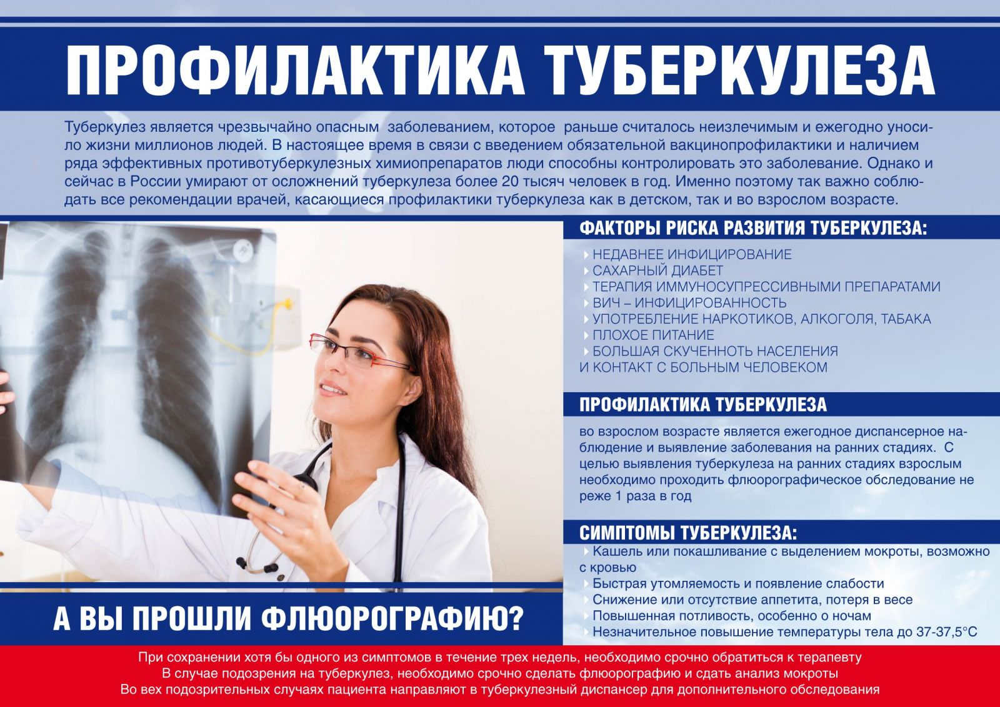 ПРОФИЛАКТИКА ТУБЕРКУЛЕЗА
Туберкулез является чрезвычайно опасным заболеванием, которое раньше считалось неизлечимым и ежегодно уноси-
ло жизни миллионов людей. В настоящее время в связи с введением обязательной вакцинопрофилактики и наличием
ряда эффективных противотуберкулезных химиопрепаратов люди способны контролировать это заболевание. Однако и
сейчас в России умирают от осложнений туберкулеза более 20 тысяч человек в год. Именно поэтому так важно соблю-
дать все рекомендации врачей, касающиеся профилактики туберкулеза как в детском, так и во взрослом возрасте.
ФАКТОРЫ РИСКА РАЗВИТИЯ ТУБЕРКУЛЕЗА:
НЕДАВНЕЕ ИНФИЦИРОВАНИЕ
САХАРНЫЙ ДИАБЕТ
ТЕРАПИЯ ИММУНОСУПРЕССИВНЫМИ ПРЕПАРАТАМИ
ВИЧ – ИНФИЦИРОВАННОСТЬ
УПОТРЕБЛЕНИЕ НАРКОТИКОВ, АЛКОГОЛЯ, ТАБАКА
ПЛОХОЕ ПИТАНИЕ
БОЛЬШАЯ СКУЧЕННОТЬ НАСЕЛЕНИЯ
И КОНТАКТ С БОЛЬНЫМ ЧЕЛОВЕКОМ
ПРОФИЛАКТИКА ТУБЕРКУЛЕЗА
во взрослом возрасте является ежегодное диспансерное на-
блюдение и выявление заболевания на ранних стадиях. С
целью выявления туберкулеза на ранних стадиях взрослым
необходимо проходить флюорографическое обследование не
реже 1 раза в год
СИМПТОМЫ ТУБЕРКУЛЕЗА:
Кашель или покашливание с выделением мокроты, возможно
с кровью
Быстрая утомляемость и появление слабости
Снижение или отсутствие аппетита, потеря в весе
Повышенная потливость, особенно о ночам
Незначительное повышение температуры тела до 37-37,5°С
А ВЫ ПРОШЛИ ФЛЮОРОГРАФИЮ?
При сохранении хотя бы одного из симптомов в течение трех недель, необходимо срочно обратиться к терапевту
В случае подозрения на туберкулез, необходимо срочно сделать флюорографию и сдать анализ мокроты
Во вех подозрительных случаях пациента направляют в туберкулезный диспансер для дополнительного обследования